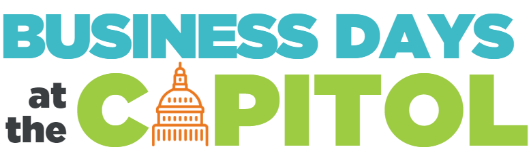 BUSINESS DAYS
at
the
CAPITOL